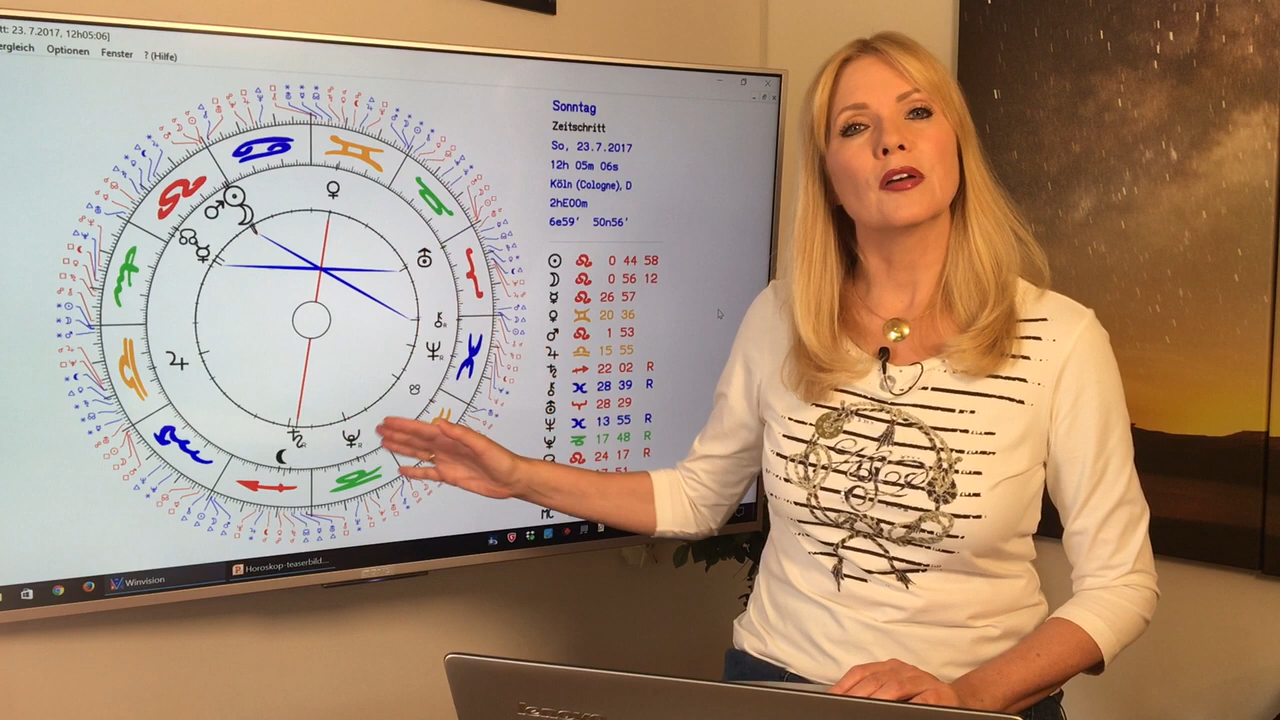 tt: 23.7.2017, 12h05:06]
ergleich Optionen Fenster ? (Hilfe)
Sonntag
Zeitschritt
So, 23.7.2017
12h 05m 06s
Köln (Cologne), D
2hE00m
6e59' 50n56'
☉ ♌ 0 44 58
☽ ♌ 0 56 12
☿ ♌ 26 57
♀ ♊ 20 36
♂ ♌ 1 53
♃ ♎ 15 55
♄ ♐ 22 02 R
⚷ ♓ 28 39 R
♅ ♈ 28 29
♆ ♓ 13 55 R
♇ ♑ 17 48 R
♌ 24 17 R
MC
Winvision
Horoskop-teaserbild....
lenovo